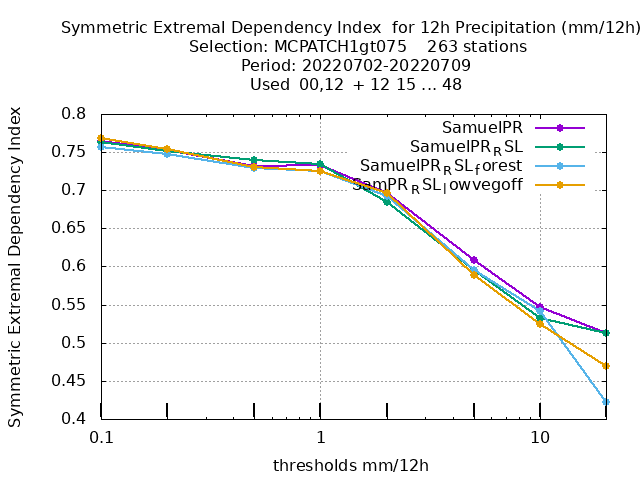 Symmetric Extremal Dependency Index for 12h Precipitation (mm/12h)
Selection: MCPATCH1gt075 263 stations
Period: 20220702-20220709
Used 00,12 + 12 15 ... 48
Symmetric Extremal Dependency Index
0.8
0.75
0.7
0.65
0.6
0.55
0.5
0.45
0.4
SamuelPR
SamuelPR_RSL
SamuelPR_RSL_forest
SamPR_RSL_lowvegoff
0.1
1
10
thresholds mm/12h